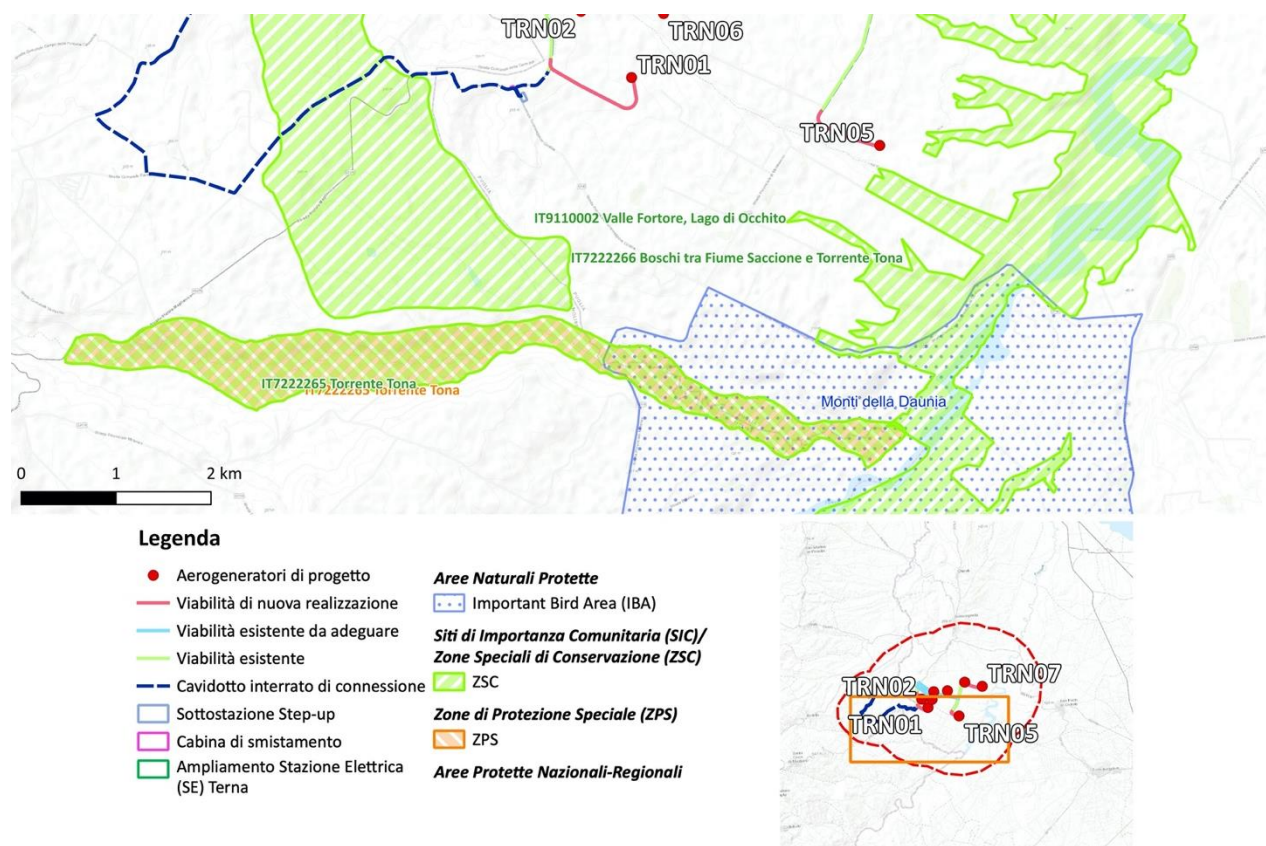 TRN02
TRN06
TRN01
TRN05
IT9110002 Valle Fortore, Lago di Occhito
IT7222266 Boschi tra Fiume Saccione e Torrente Tona
IT7222265 Torrente Tona
IT7222265 Torrente Tona
Monti della Daunia
0 1 2 km
Legenda
Aerogeneratori di progetto
Viabilità di nuova realizzazione
Viabilità esistente da adeguare
Viabilità esistente
Cavidotto interrato di connessione
Sottostazione Step-up
Cabina di smistamento
Ampliamento Stazione Elettrica
(SE) Terna
Aree Naturali Protette
Important Bird Area (IBA)
Siti di Importanza Comunitaria (SIC)/
Zone Speciali di Conservazione (ZSC)
ZSC
Zone di Protezione Speciale (ZPS)
ZPS
Aree Protette Nazionali-Regionali
TRN02
TRN07
TRN01
TRN05